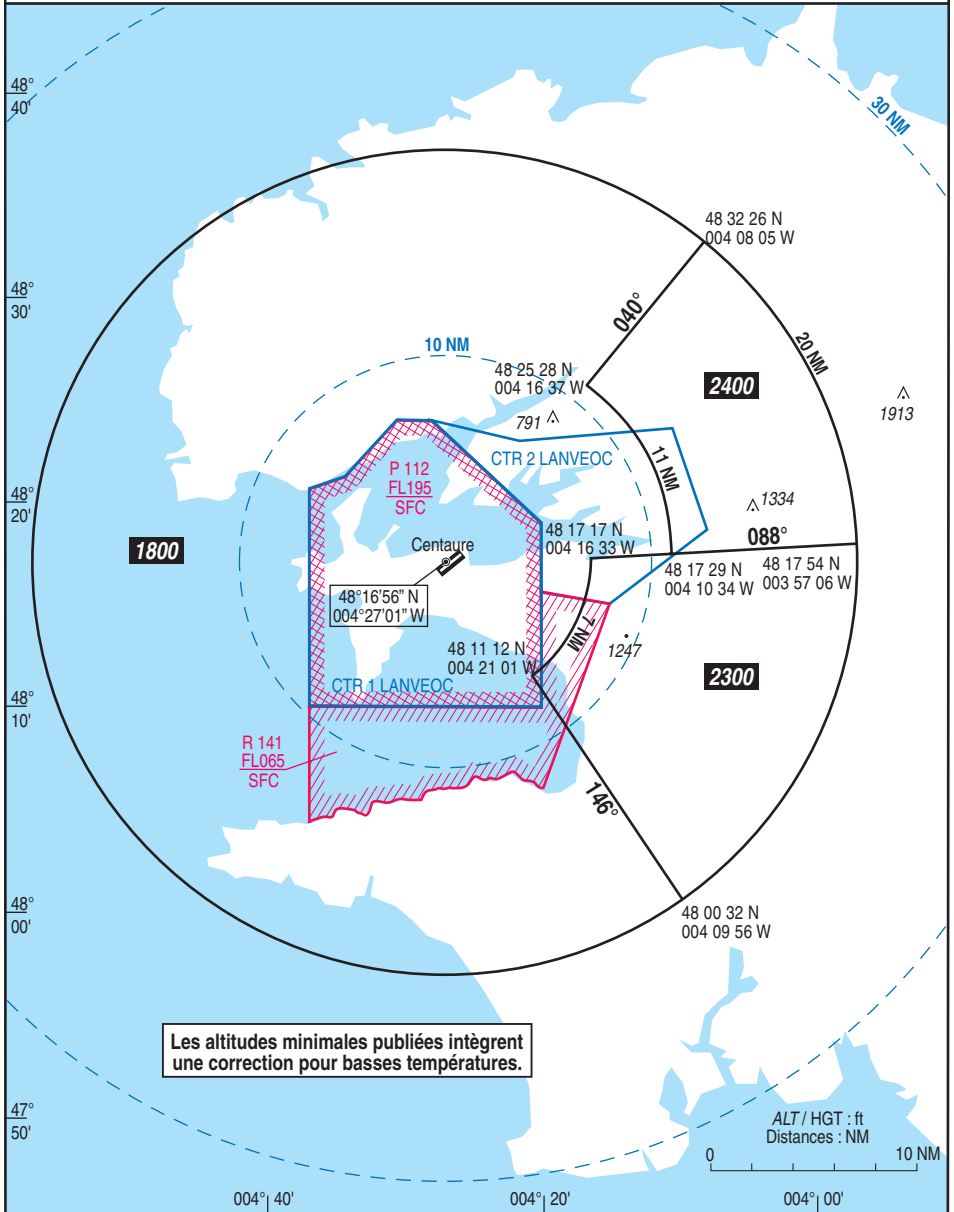 48°
40'
30 NM
48 32 26 N
004 08 05 W
48°
30'
040°
10 NM
20 NM
48 25 28 N
004 16 37 W
2400
1913
791
11 NM
CTR 2 LANVEOC
P 112
FL195
SFC
48°
20'
1334
48 17 17 N
004 16 33 W
088°
1800
Centaure
48 17 29 N
004 10 34 W
48 17 54 N
003 57 06 W
48°16'56" N
004°27'01" W
7 NM
1247
48 11 12 N
004 21 01 W
2300
CTR 1 LANVEOC
48°
10'
R 141
FL065
SFC
146°
48°
00'
48 00 32 N
004 09 56 W
Les altitudes minimales publiées intègrent
une correction pour basses températures.
47°
50'
ALT / HGT : ft
Distances : NM
0
10 NM
004° 40'
004° 20'
004° 00'